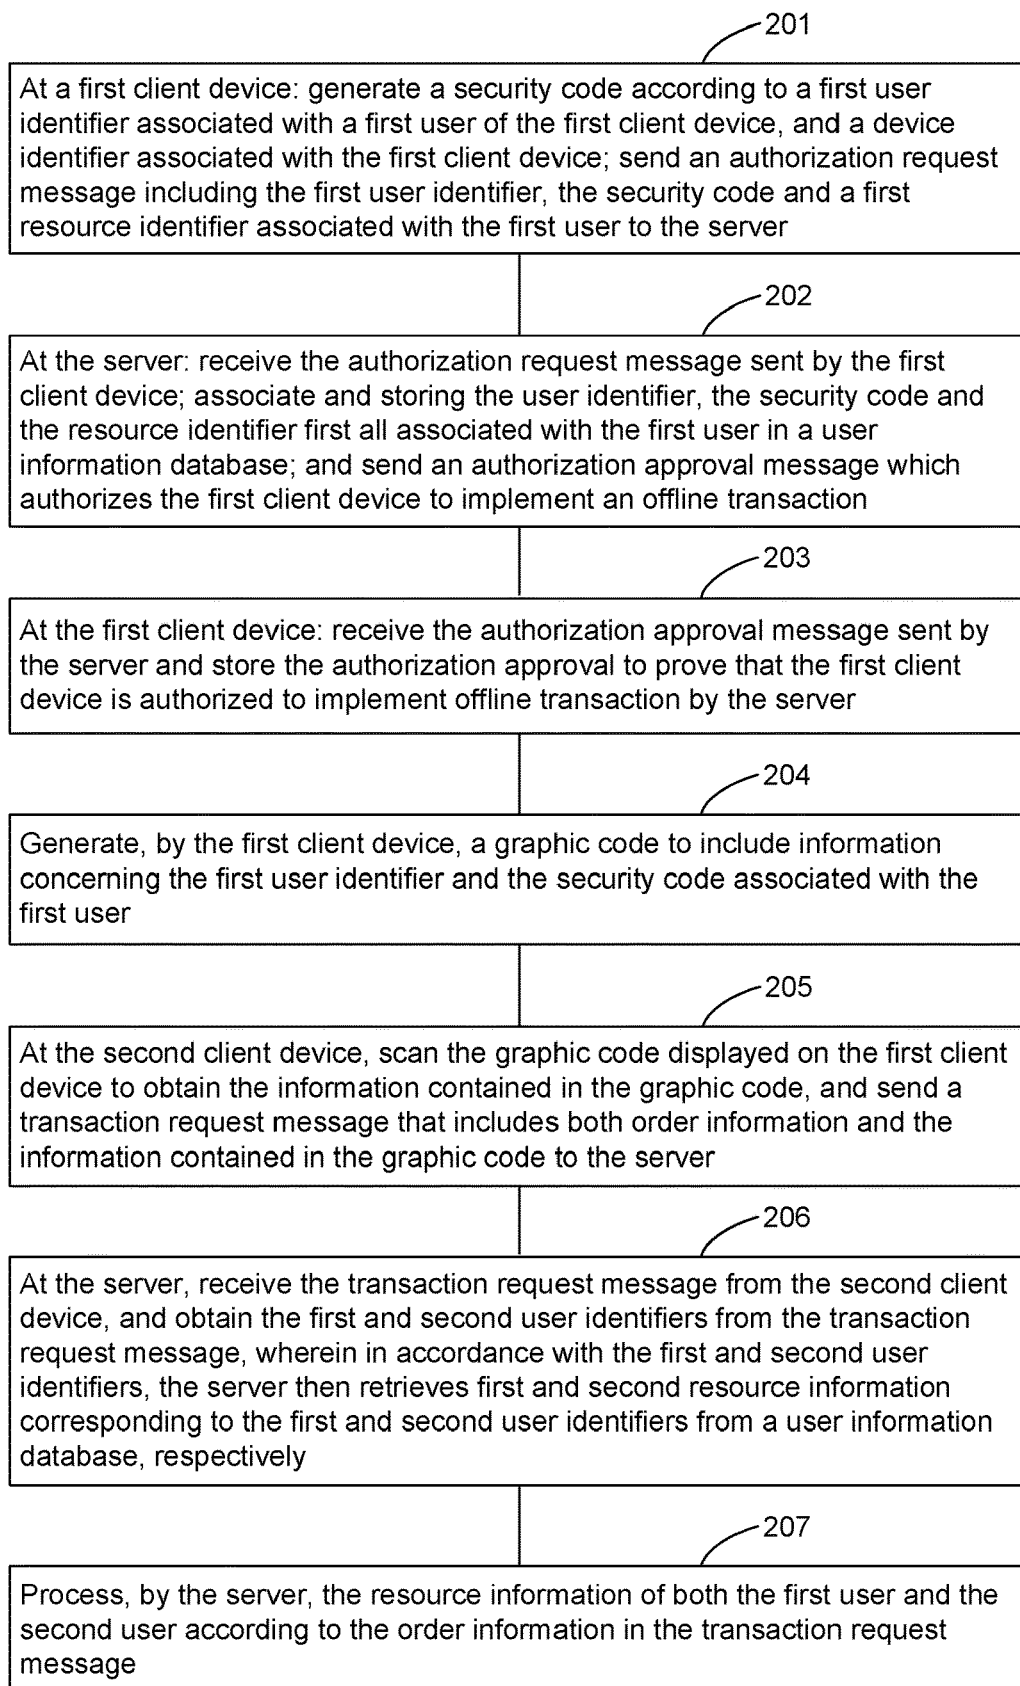 201
At a first client device: generate a security code according to a first user
identifier associated with a first user of the first client device, and a device
identifier associated with the first client device; send an authorization request
message including the first user identifier, the security code and a first
resource identifier associated with the first user to the server
202
At the server: receive the authorization request message sent by the first
client device; associate and storing the user identifier, the security code and
the resource identifier first all associated with the first user in a user
information database; and send an authorization approval message which
authorizes the first client device to implement an offline transaction
203
At the first client device: receive the authorization approval message sent by
the server and store the authorization approval to prove that the first client
device is authorized to implement offline transaction by the server
204
Generate, by the first client device, a graphic code to include information
concerning the first user identifier and the security code associated with the
first user
205
At the second client device, scan the graphic code displayed on the first client
device to obtain the information contained in the graphic code, and send a
transaction request message that includes both order information and the
information contained in the graphic code to the server
206
At the server, receive the transaction request message from the second client
device, and obtain the first and second user identifiers from the transaction
request message, wherein in accordance with the first and second user
identifiers, the server then retrieves first and second resource information
corresponding to the first and second user identifiers from a user information
database, respectively
207
Process, by the server, the resource information of both the first user and the
second user according to the order information in the transaction request
message